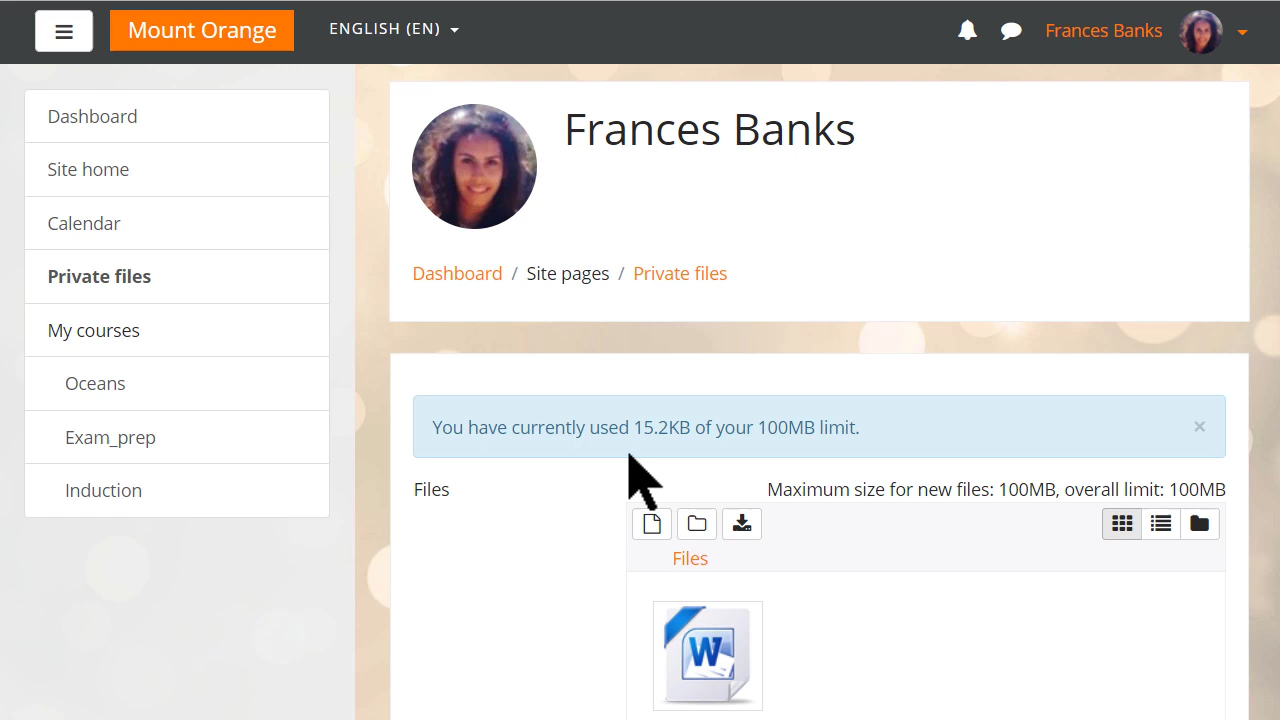 Mount Orange
ENGLISH (EN)
Frances Banks
Dashboard
Site home
Calendar
Private files
My courses
Oceans
Exam_prep
Induction
Frances Banks
Dashboard / Site pages / Private files
You have currently used 15.2KB of your 100MB limit.
×
Files
Maximum size for new files: 100MB, overall limit: 100MB
Files
W